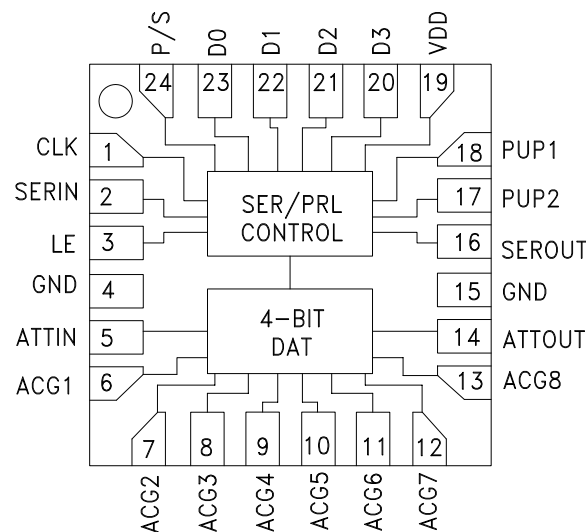 P/S
D0
D1
D2
D3
VDD
24
23
22
21
20
19
CLK
1
18
PUP1
SERIN
2
17
PUP2
LE
3
16
SEROUT
GND
4
15
GND
ATTIN
5
14
ATTOUT
ACG1
6
13
ACG8
SER/PRL
CONTROL
4-BIT
DAT
7
8
9
10
11
12
ACG2
ACG3
ACG4
ACG5
ACG6
ACG7